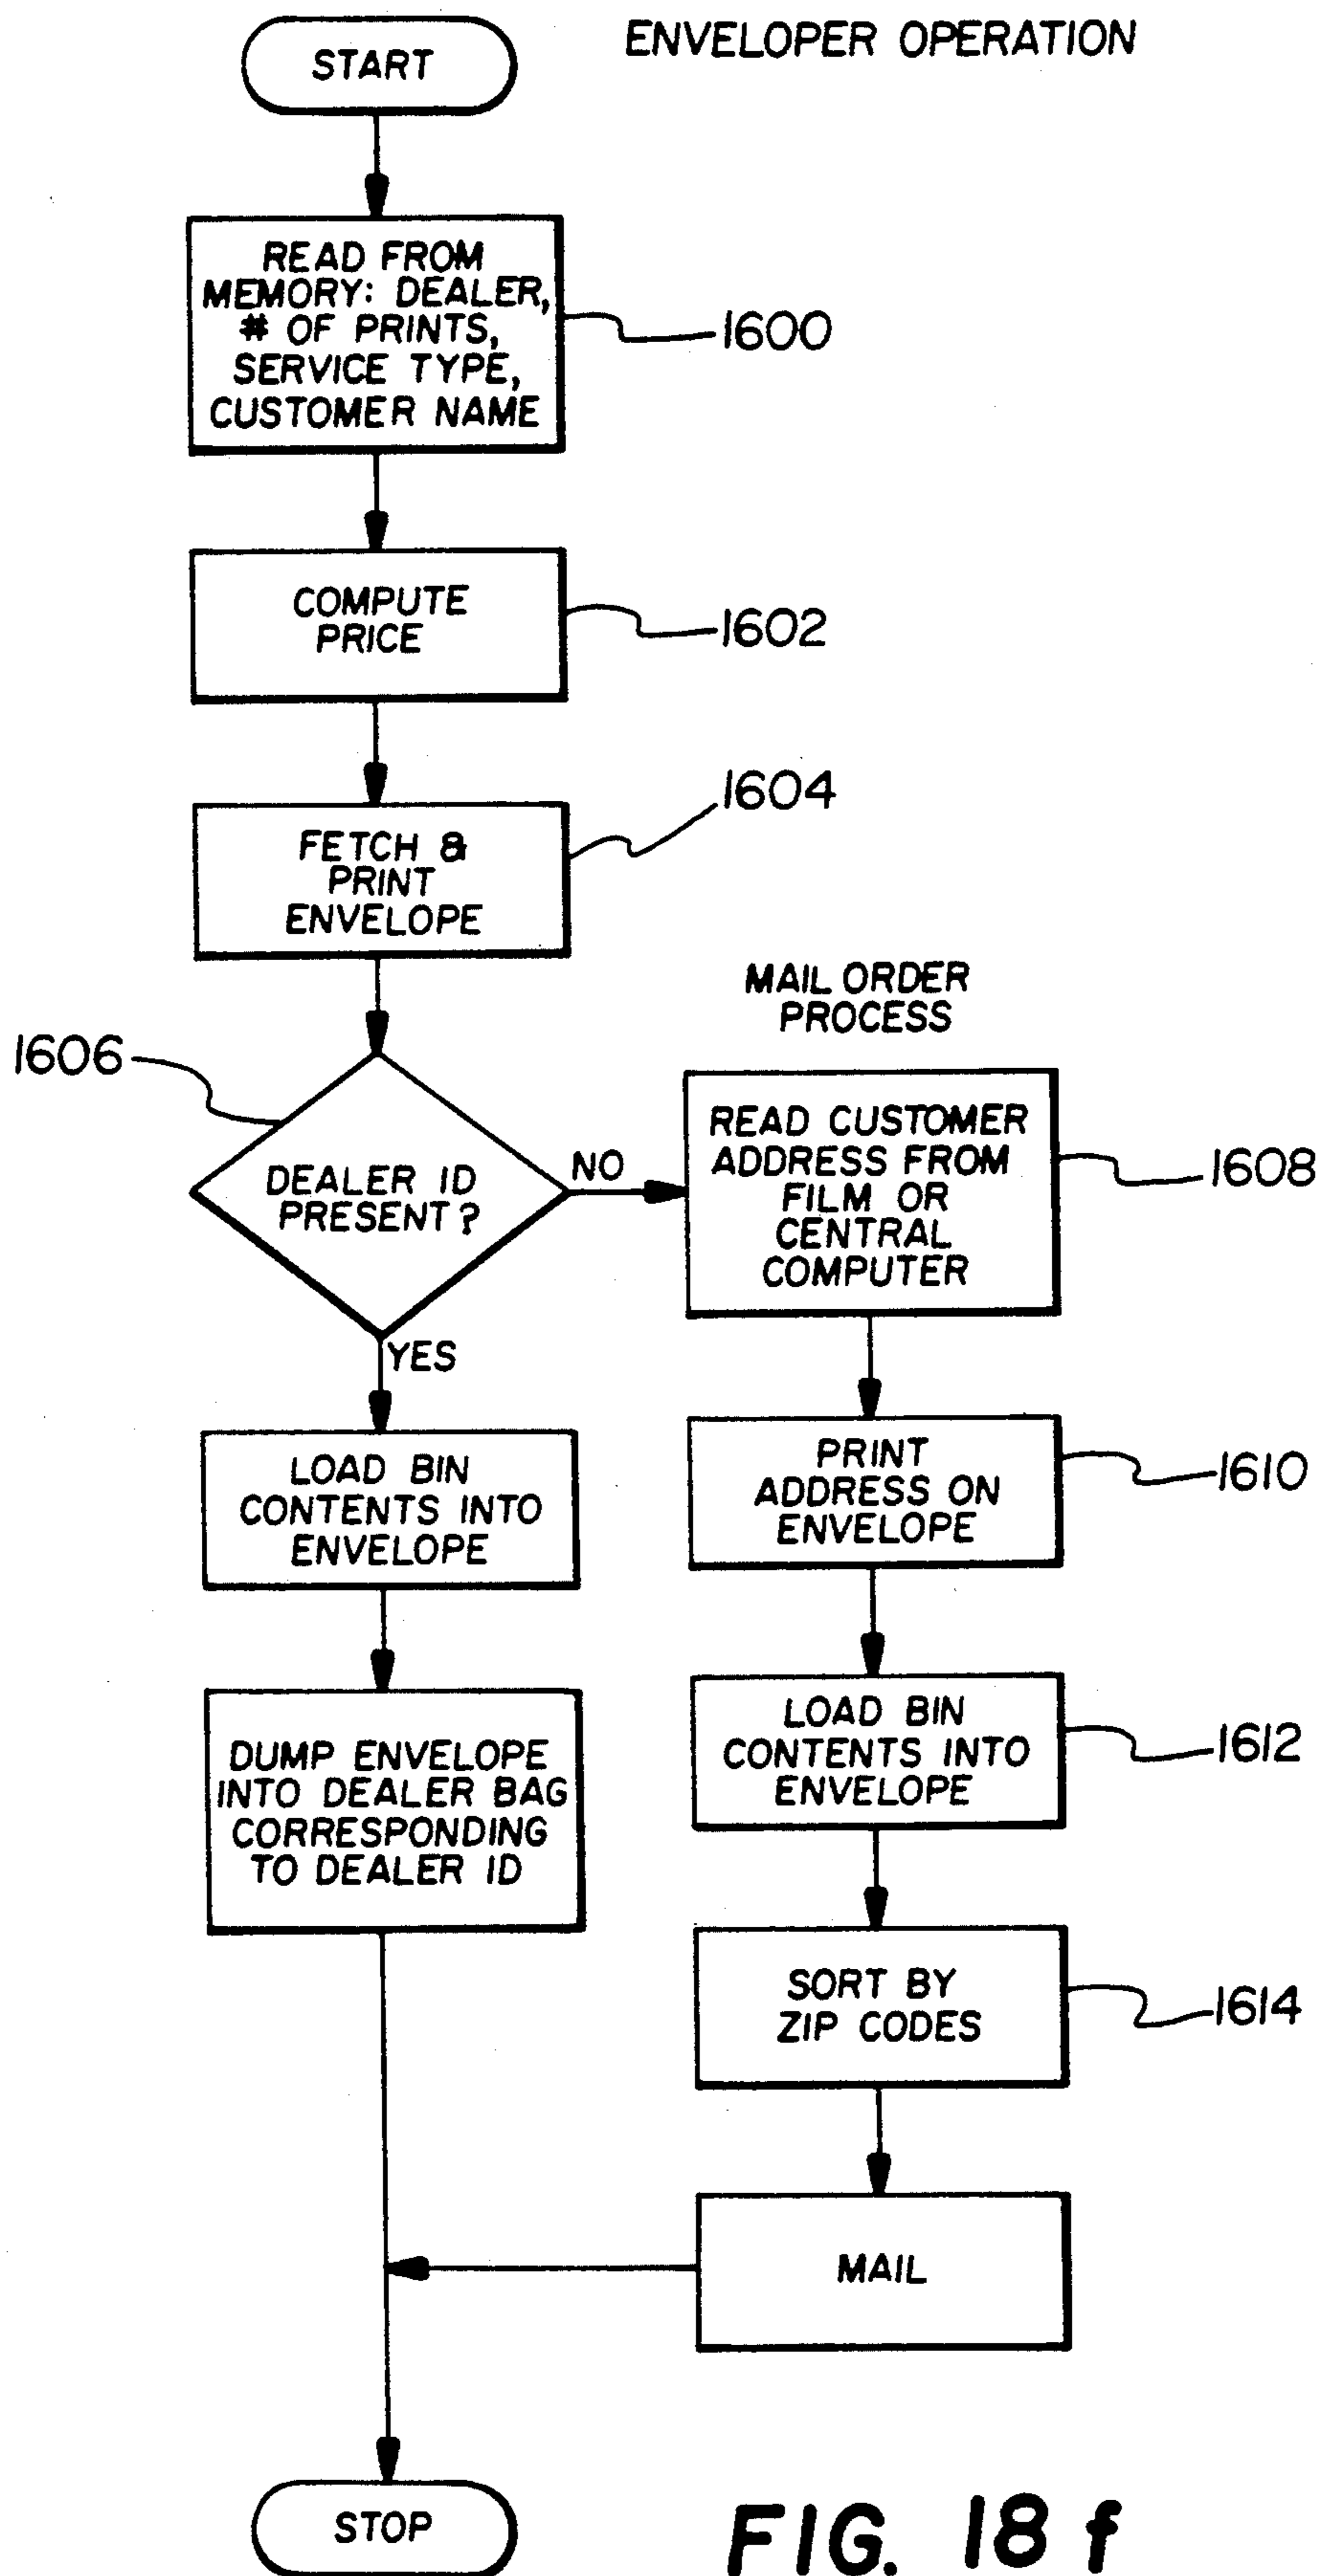 ENVELOPER OPERATION
START
READ FROM
MEMORY: DEALER,
# OF PRINTS,
SERVICE TYPE,
CUSTOMER NAME
1600
COMPUTE
PRICE
1602
FETCH &
PRINT
ENVELOPE
1604
1606
DEALER ID
PRESENT?
NO
YES
MAIL ORDER
PROCESS
READ CUSTOMER
ADDRESS FROM
FILM OR
CENTRAL
COMPUTER
1608
LOAD BIN
CONTENTS INTO
ENVELOPE
PRINT
ADDRESS ON
ENVELOPE
1610
DUMP ENVELOPE
INTO DEALER BAG
CORRESPONDING
TO DEALER ID
LOAD BIN
CONTENTS INTO
ENVELOPE
1612
SORT BY
ZIP CODES
1614
MAIL
STOP
FIG. 18 f